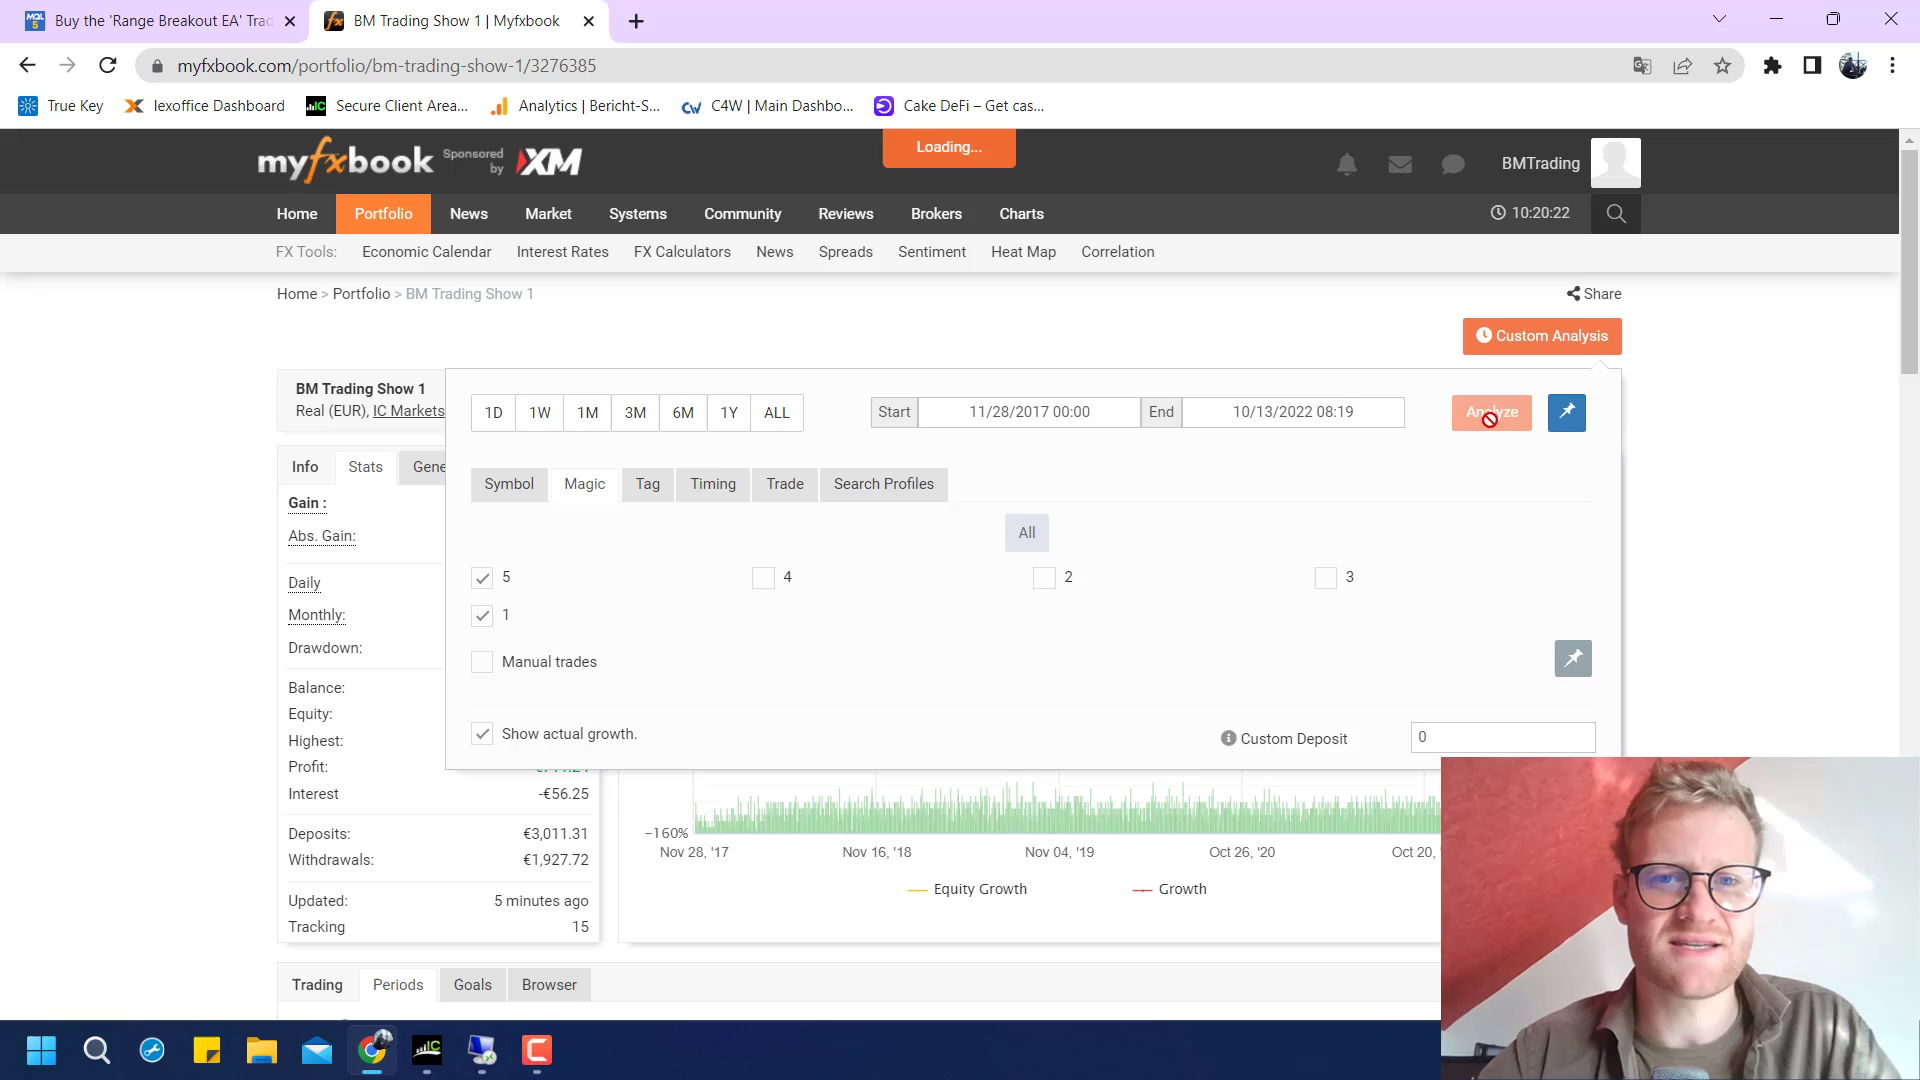 Buy the 'Range Breakout EA' Trad
BM Trading Show 1 | Myfxbook
myfxbook.com/portfolio/bm-trading-show-1/3276385
True Key
lexoffice Dashboard
Secure Client Area...
Analytics | Bericht-S...
C4W | Main Dashbo...
Cake DeFi – Get cas...
myfxbook
Sponsored
by
XM
Loading...
BMTrading
Home
Portfolio
News
Market
Systems
Community
Reviews
Brokers
Charts
10:20:22
FX Tools:
Economic Calendar
Interest Rates
FX Calculators
News
Spreads
Sentiment
Heat Map
Correlation
Home > Portfolio > BM Trading Show 1
Share
Custom Analysis
BM Trading Show 1
Real (EUR), IC Markets
1D
1W
1M
3M
6M
1Y
ALL
Start
11/28/2017 00:00
End
10/13/2022 08:19
Analyze
Symbol
Magic
Tag
Timing
Trade
Search Profiles
All
5
4
2
3
1
Manual trades
Show actual growth.
Custom Deposit
0
Info
Stats
Gene
Gain :
Abs. Gain:
Daily
Monthly:
Drawdown:
Balance:
Equity:
Highest:
Profit:
Interest
-€56.25
Deposits:
€3,011.31
Withdrawals:
€1,927.72
Updated:
5 minutes ago
Tracking
15
-160%
Nov 28, '17
Nov 16, '18
Nov 04, '19
Oct 26, '20
Oct 20, '
Equity Growth
Growth
Trading
Periods
Goals
Browser